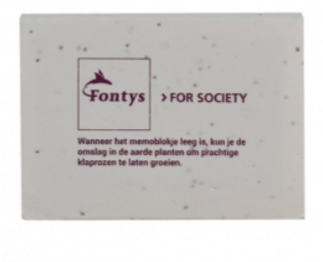 Fontys
> FOR SOCIETY
Wanneer het memoblokje leeg is, kun je de
omslag in de aarde planten om prachtige
klaprozen te laten groeien.